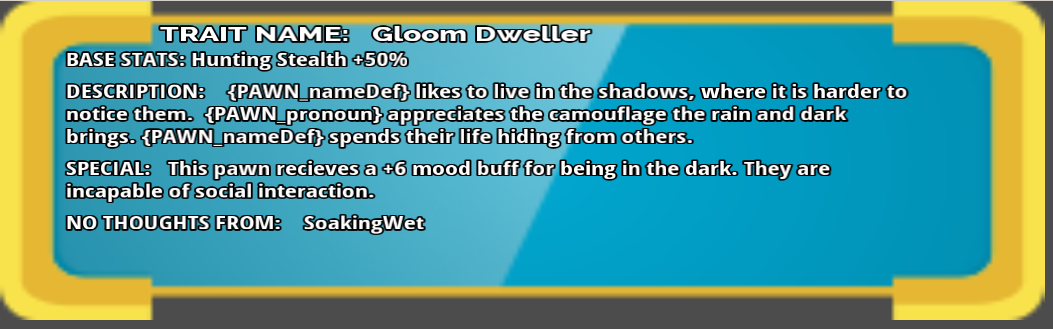 TRAIT NAME: Gloom Dweller
BASE STATS: Hunting Stealth +50%
DESCRIPTION: {PAWN_nameDef} likes to live in the shadows, where it is harder to
notice them. {PAWN_pronoun} appreciates the camouflage the rain and dark
brings. {PAWN_nameDef} spends their life hiding from others.
SPECIAL: This pawn recieves a +6 mood buff for being in the dark. They are
incapable of social interaction.
NO THOUGHTS FROM: SoakingWet